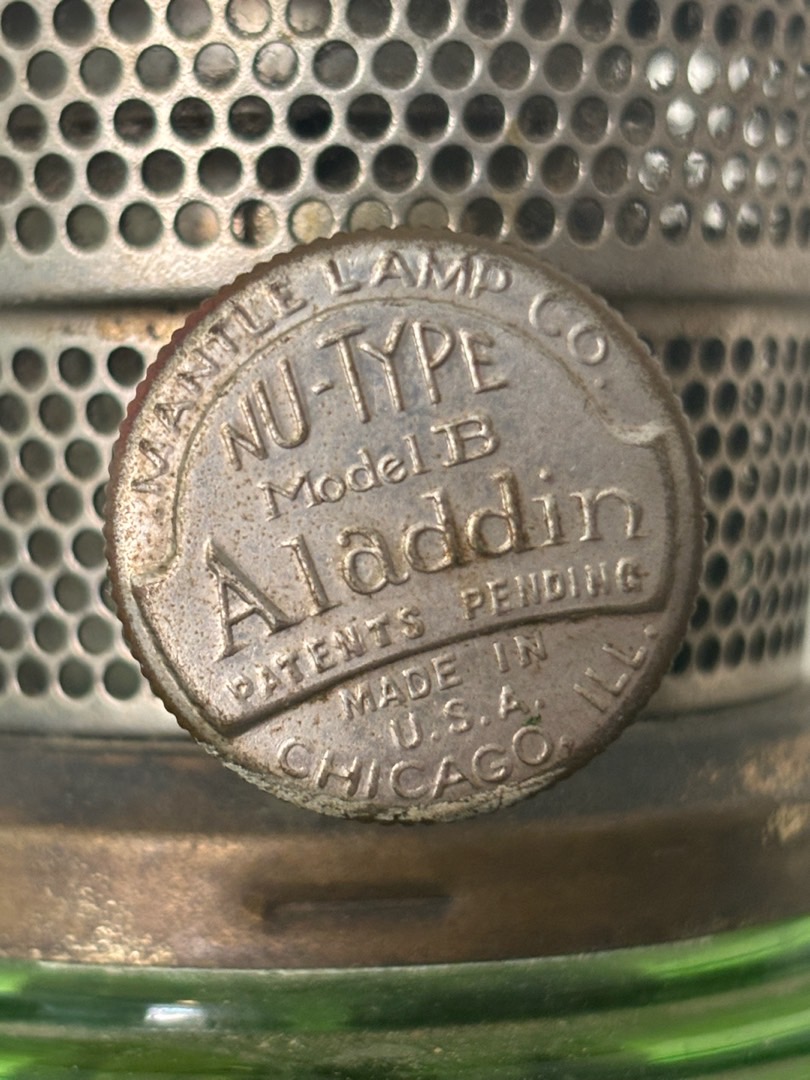 MANTLE LAMP CO.
NU-TYPE
Model B
Aladdin
PATENTS PENDING
MADE IN
U.S.A.
CHICAGO, ILL.